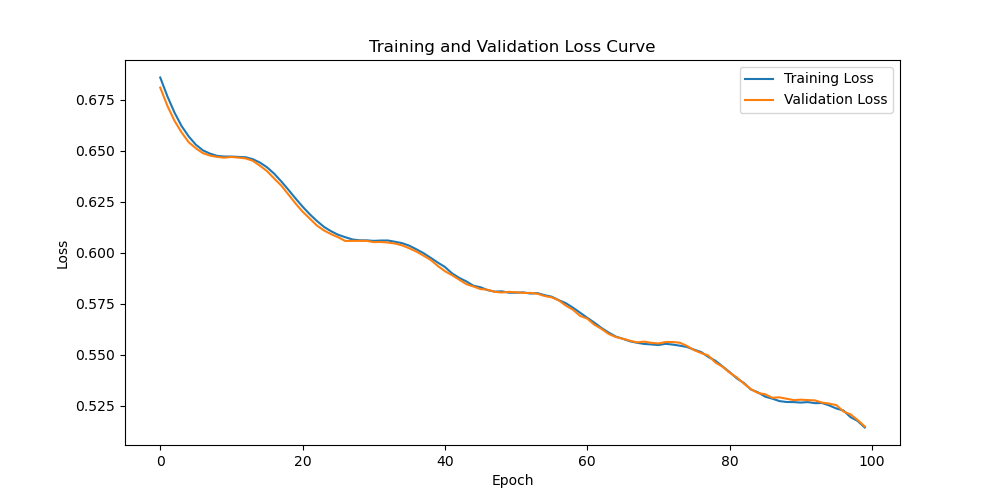 Training and Validation Loss Curve
Training Loss
Validation Loss
0.675
0.650
0.625
0.600
0.575
0.550
0.525
Loss
0
20
40
60
80
100
Epoch